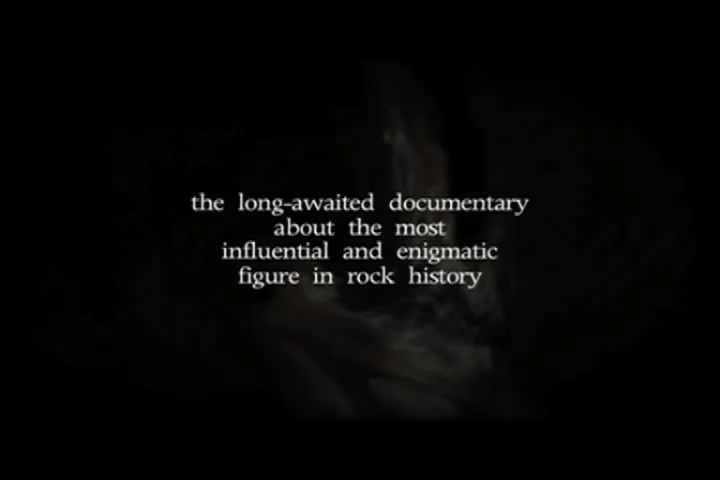 the long-awaited documentary
about the most
influential and enigmatic
figure in rock history